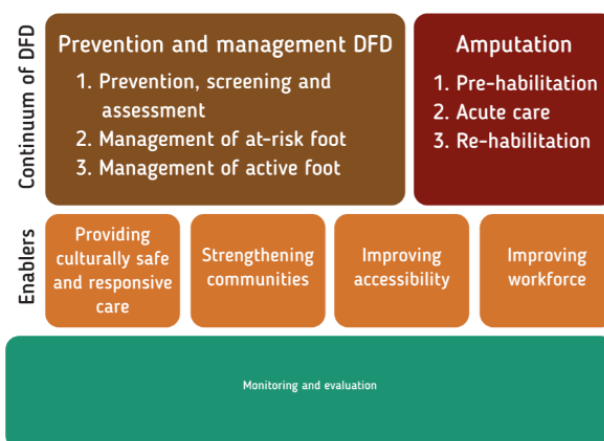 Continuum of DFD
Prevention and management DFD
1. Prevention, screening and
assessment
2. Management of at-risk foot
3. Management of active foot
Amputation
1. Pre-habilitation
2. Acute care
3. Re-habilitation
Enablers
Providing
culturally safe
and responsive
care
Strengthening
communities
Improving
accessibility
Improving
workforce
Monitoring and evaluation